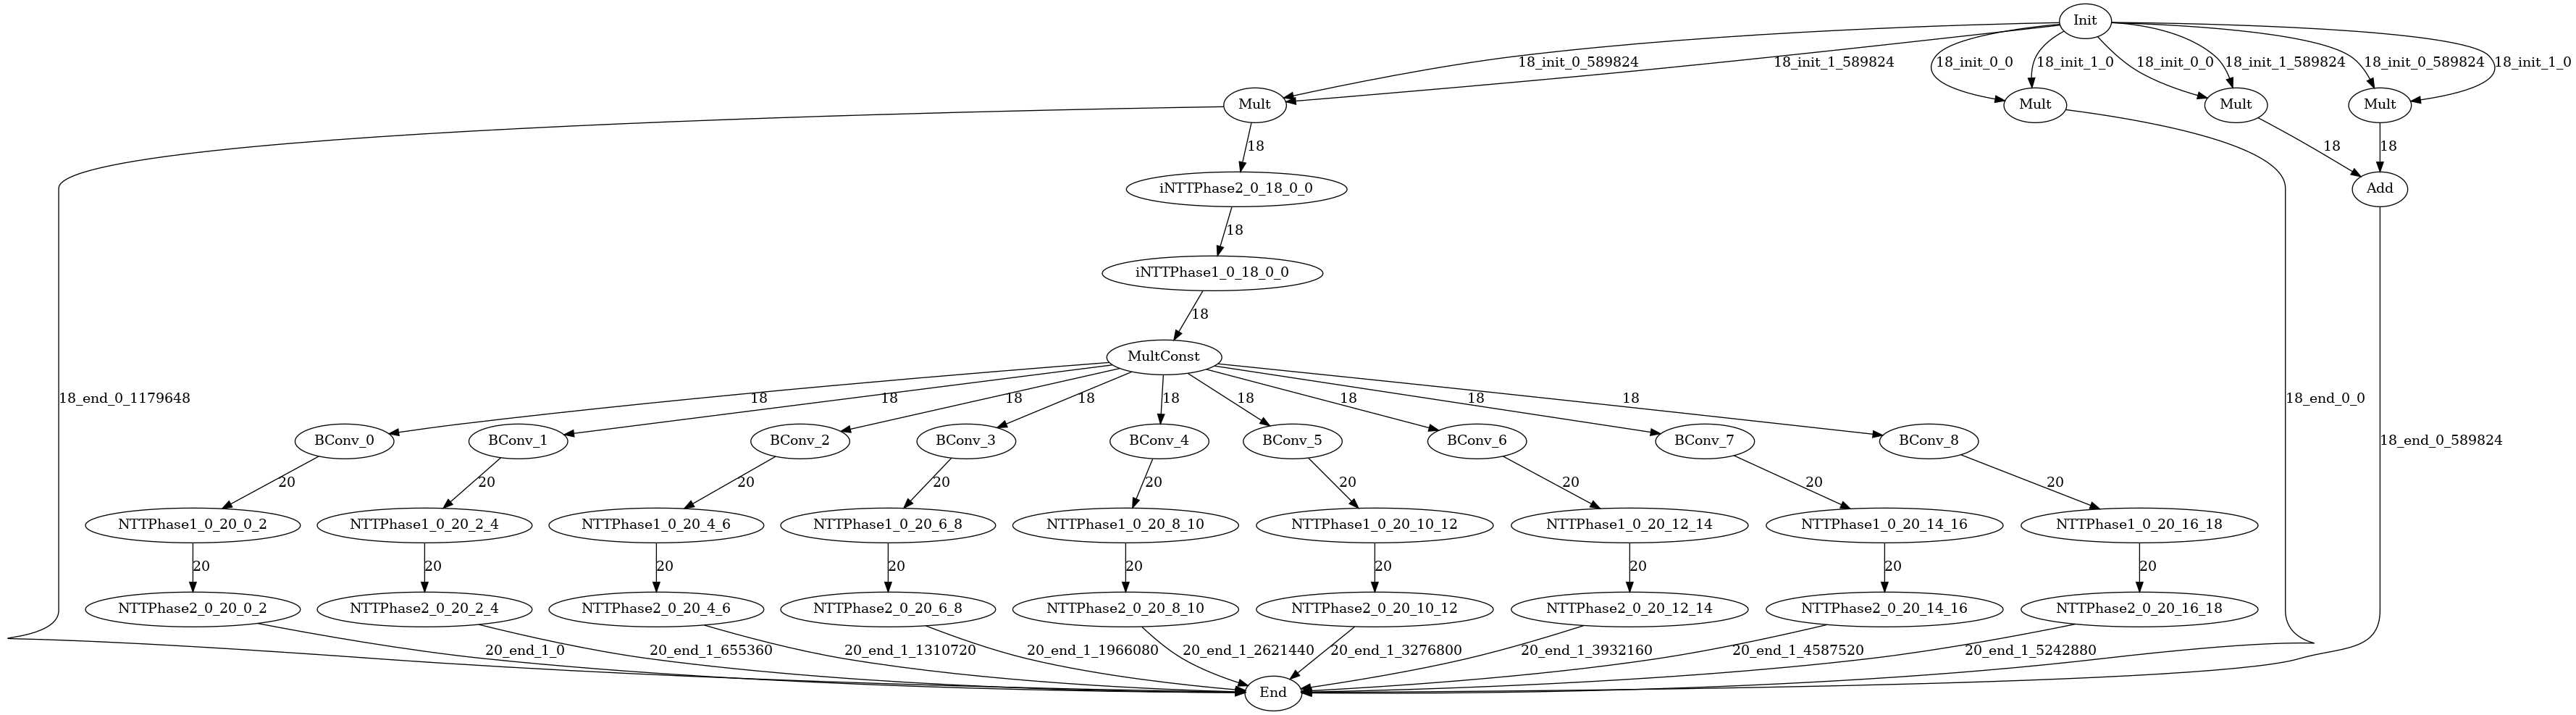 Init
18_init_0_589824
18_init_1_589824
18_init_0_0
18_init_1_0
18_init_0_0
18_init_1_589824
18_init_0_589824
18_init_1_0
Mult
Mult
Mult
Mult
18
18
18
iNTTPhase2_0_18_0_0
Add
18
iNTTPhase1_0_18_0_0
18
MultConst
18_end_0_1179648
18
18
18
18
18
18
18
18
18
18_end_0_0
BConv_0
BConv_1
BConv_2
BConv_3
BConv_4
BConv_5
BConv_6
BConv_7
BConv_8
18_end_0_589824
20
20
20
20
20
20
20
20
20
NTTPhase1_0_20_0_2
NTTPhase1_0_20_2_4
NTTPhase1_0_20_4_6
NTTPhase1_0_20_6_8
NTTPhase1_0_20_8_10
NTTPhase1_0_20_10_12
NTTPhase1_0_20_12_14
NTTPhase1_0_20_14_16
NTTPhase1_0_20_16_18
20
20
20
20
20
20
20
20
20
NTTPhase2_0_20_0_2
NTTPhase2_0_20_2_4
NTTPhase2_0_20_4_6
NTTPhase2_0_20_6_8
NTTPhase2_0_20_8_10
NTTPhase2_0_20_10_12
NTTPhase2_0_20_12_14
NTTPhase2_0_20_14_16
NTTPhase2_0_20_16_18
20_end_1_0
20_end_1_655360
20_end_1_1310720
20_end_1_1966080
20_end_1_2621440
20_end_1_3276800
20_end_1_3932160
20_end_1_4587520
20_end_1_5242880
End